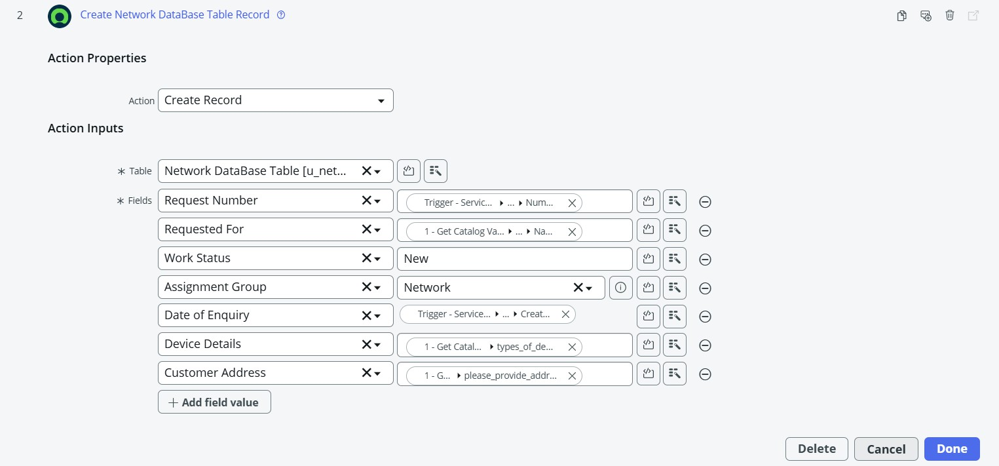 2 Create Network DataBase Table Record
Action Properties
Action Create Record
Action Inputs
* Table Network DataBase Table [u_net...
* Fields Request Number Trigger - Servic... ▸ ... ▸ Num...
Requested For 1 - Get Catalog Va... ▸ ... ▸ Na...
Work Status New
Assignment Group Network
Date of Enquiry Trigger - Service... ▸ ... ▸ Creat...
Device Details 1 - Get Catal... ▸ types_of_de...
Customer Address 1 - G... ▸ please_provide_addr...
+ Add field value
Delete Cancel Done